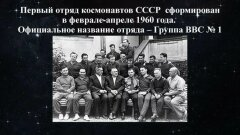 Первый отряд космонавтов СССР сформирован
в феврале-апреле 1960 года.
Официальное название отряда – Группа ВВС № 1